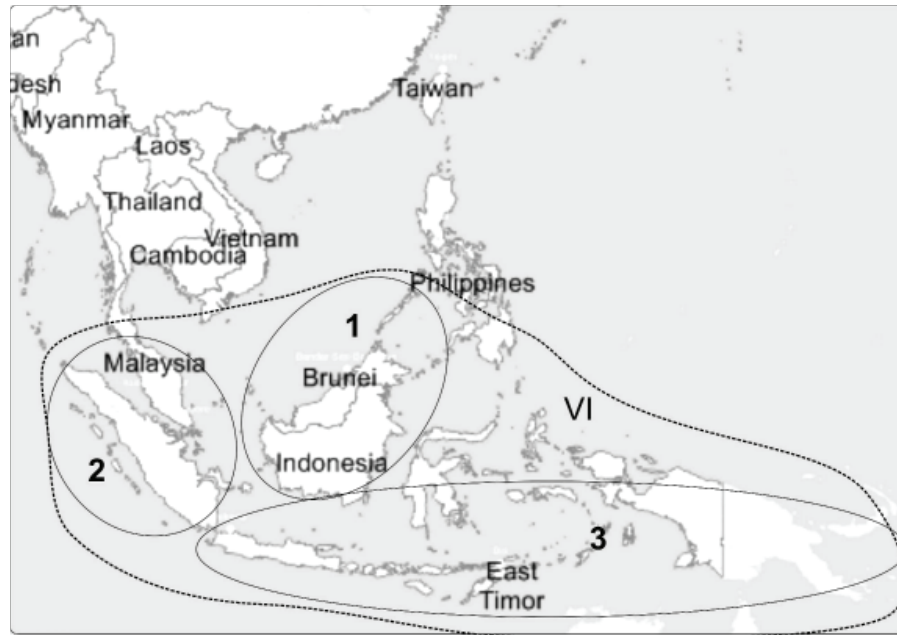 an
desh
Myanmar
Laos
Taiwan
Thailand
Vietnam
Cambodia
Philippines
1
Malaysia
Brunei
VI
2
Indonesia
3
East
Timor